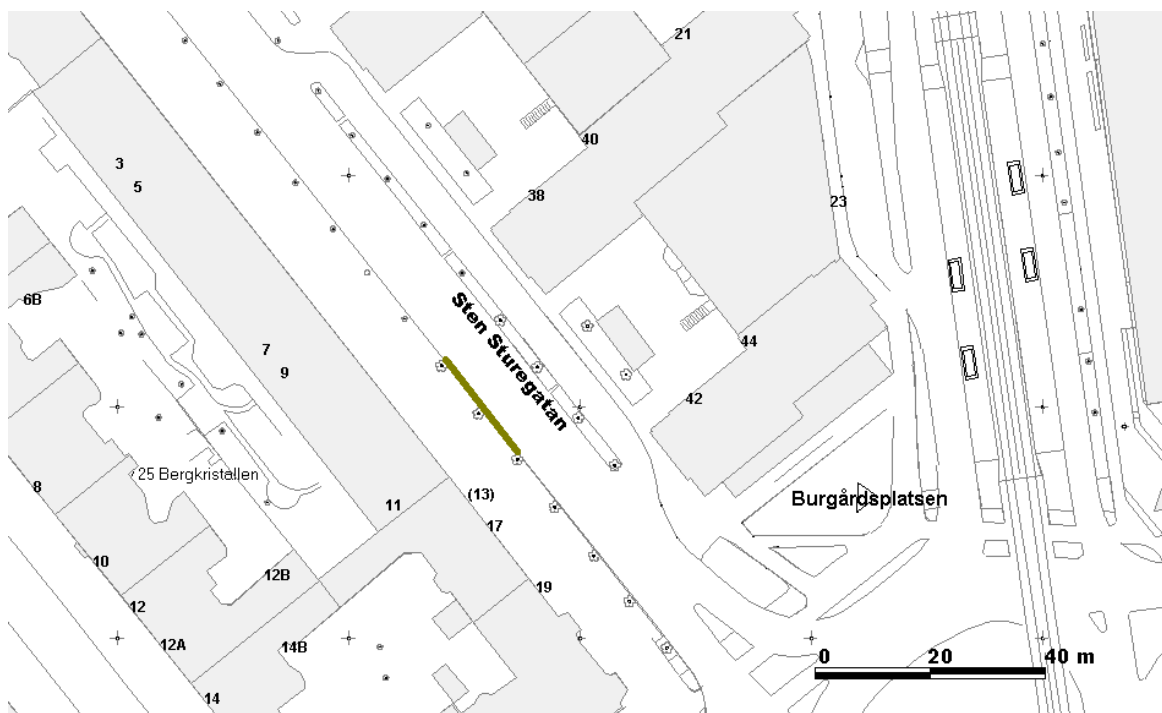 21
40
3
5
38
23
6B
Sten Sturegatan
7
9
44
42
25 Bergkristallen
8
11
(13)
17
Burgårdsplatsen
10
12B
19
12
12A
14B
14
0 20 40 m